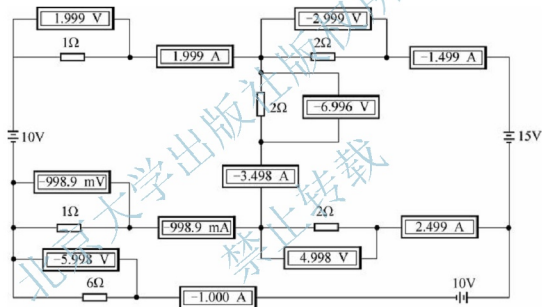 1.999 V
-2.999 V
1Ω
1.999 A
2Ω
-1.499 A
2Ω
-6.996 V
10V
15V
-3.498 A
-998.9 mV
1Ω
-998.9 mA
2Ω
2.499 A
-5.998 V
4.998 V
6Ω
-1.000 A
10V
北京大学出版社版权所有
禁止转载